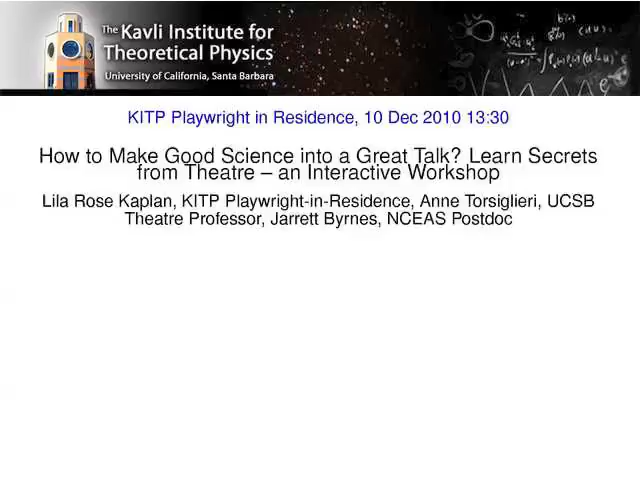 The Kavli Institute for
Theoretical Physics
University of California, Santa Barbara
KITP Playwright in Residence, 10 Dec 2010 13:30
How to Make Good Science into a Great Talk? Learn Secrets
from Theatre – an Interactive Workshop
Lila Rose Kaplan, KITP Playwright-in-Residence, Anne Torsiglieri, UCSB
Theatre Professor, Jarrett Byrnes, NCEAS Postdoc